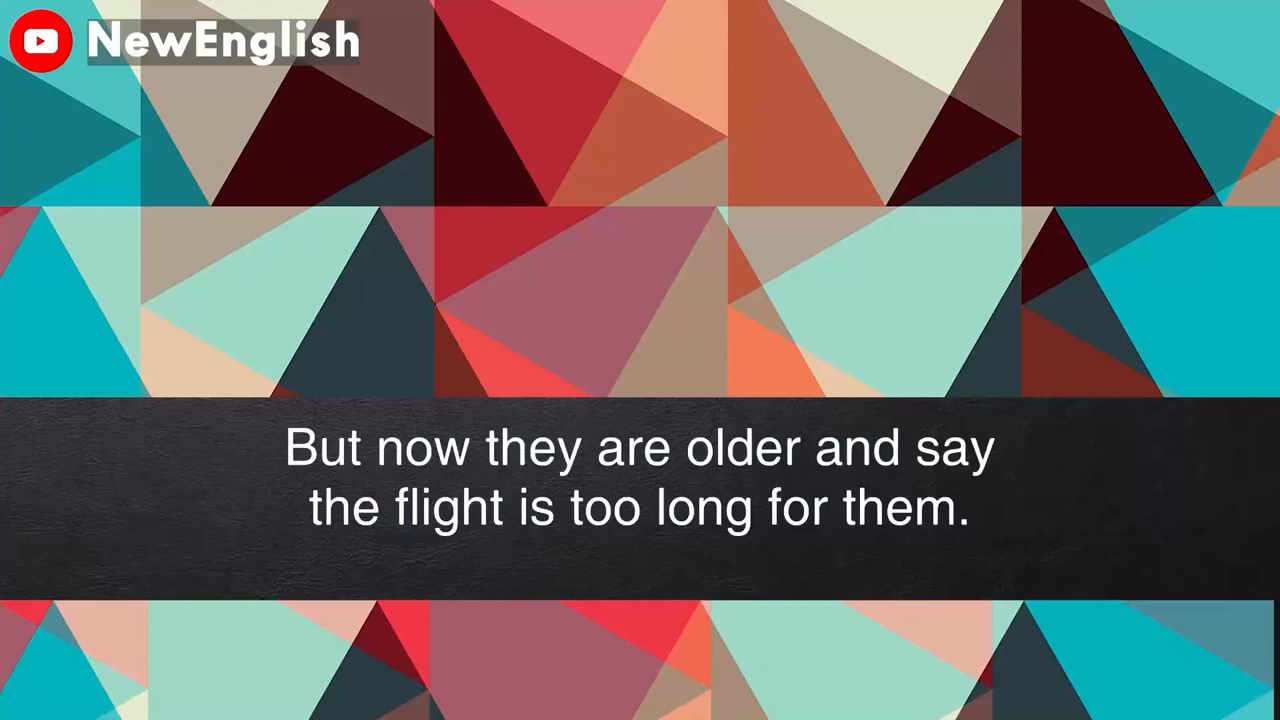 NewEnglish
But now they are older and say
the flight is too long for them.